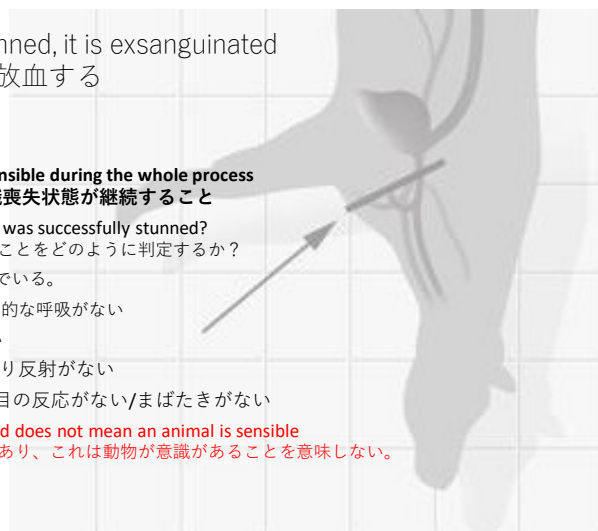 nned, it is exsanguinated
放血する
nsible during the whole process
喪失状態が継続すること
was successfully stunned?
ことをどのように判定するか？
でいる。
的な呼吸がない
り反射がない
目の反応がない/まばたきがない
d does not mean an animal is sensible
あり、これは動物が意識があることを意味しない。